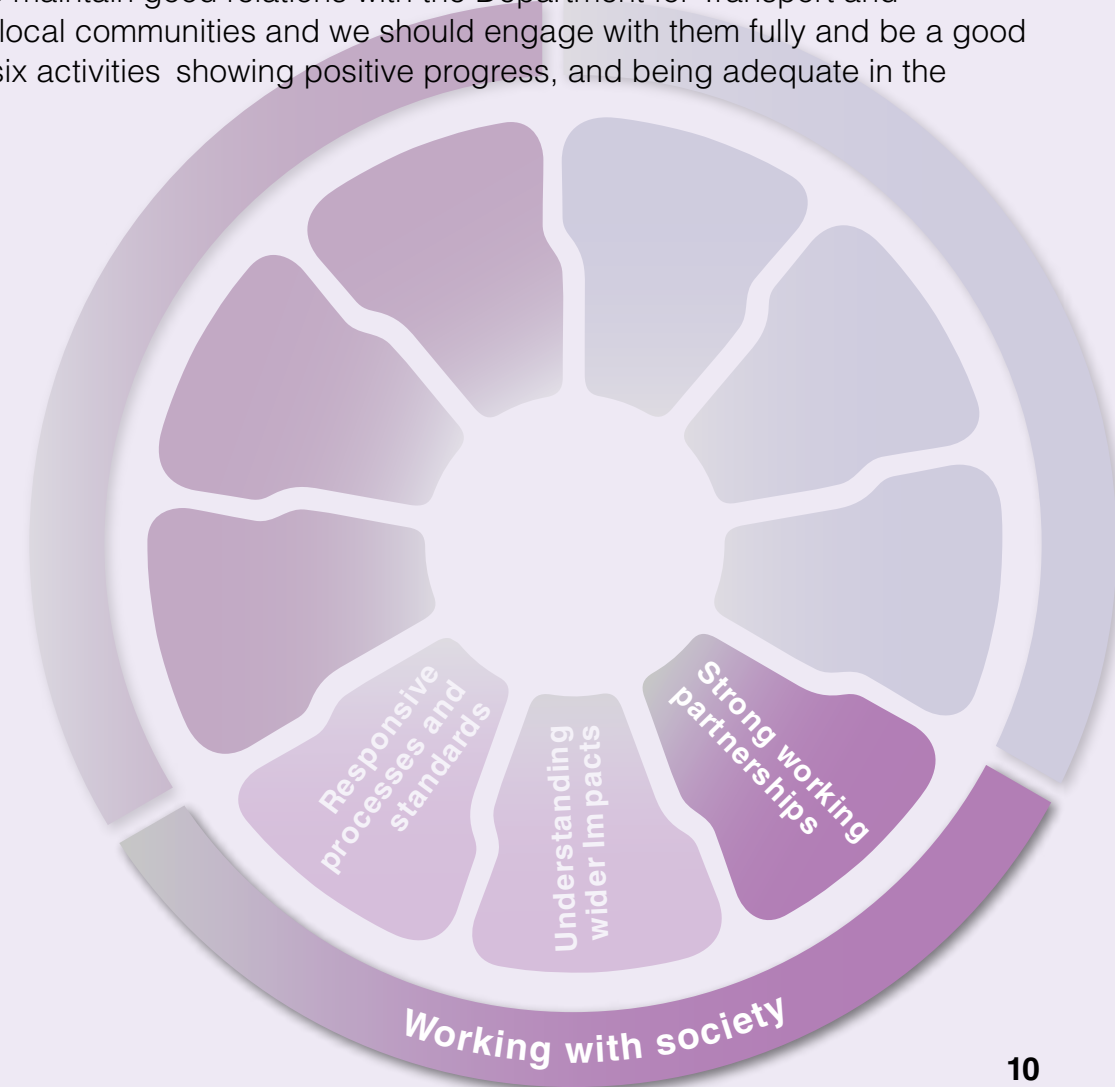 maintain good relations with the Department for Transport and
local communities and we should engage with them fully and be a good
six activities showing positive progress, and being adequate in the
Responsive
processes and
standards
Understanding
wider Impacts
Strong working
partnerships
Working with society
10